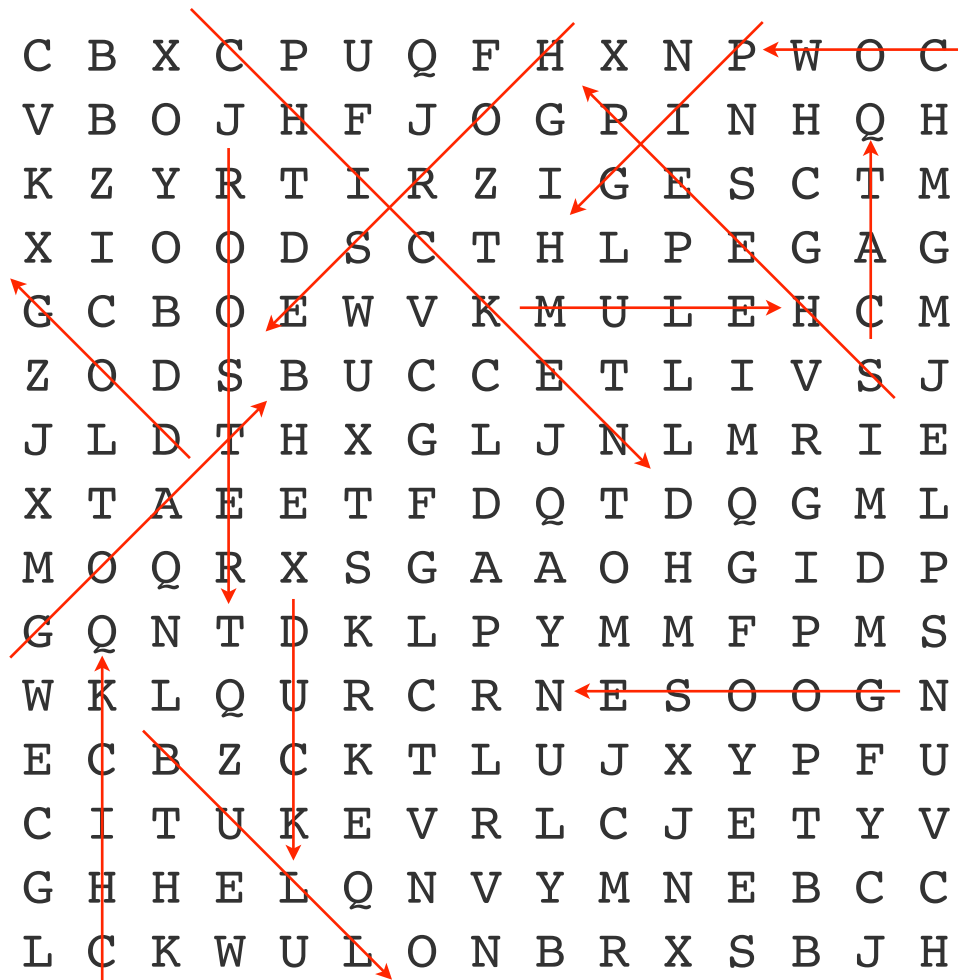 C B X C P U Q F H X N P W O C
V B O J H F J O G P I N H Q H
K Z Y R T I R Z I G E S C T M
X I O O D S C T H L P E G A G
G C B O E W V K M U L E H C M
Z O D S B U C C E T L I V S J
J L D T H X G L J N L M R I E
X T A E E T F D Q T D Q G M L
M O Q R X S G A A O H G I D P
G Q N T D K L P Y M M F P M S
W K L Q U R C R N E S O O G N
E C B Z C K T L U J X Y P F U
C I T U K E V R L C J E T Y V
G H H E L Q N V Y M N E B C C
L C K W U L O N B R X S B J H